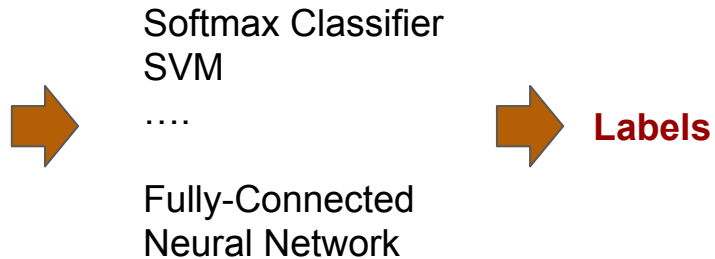 Softmax Classifier
SVM
….
Fully-Connected
Neural Network
Labels